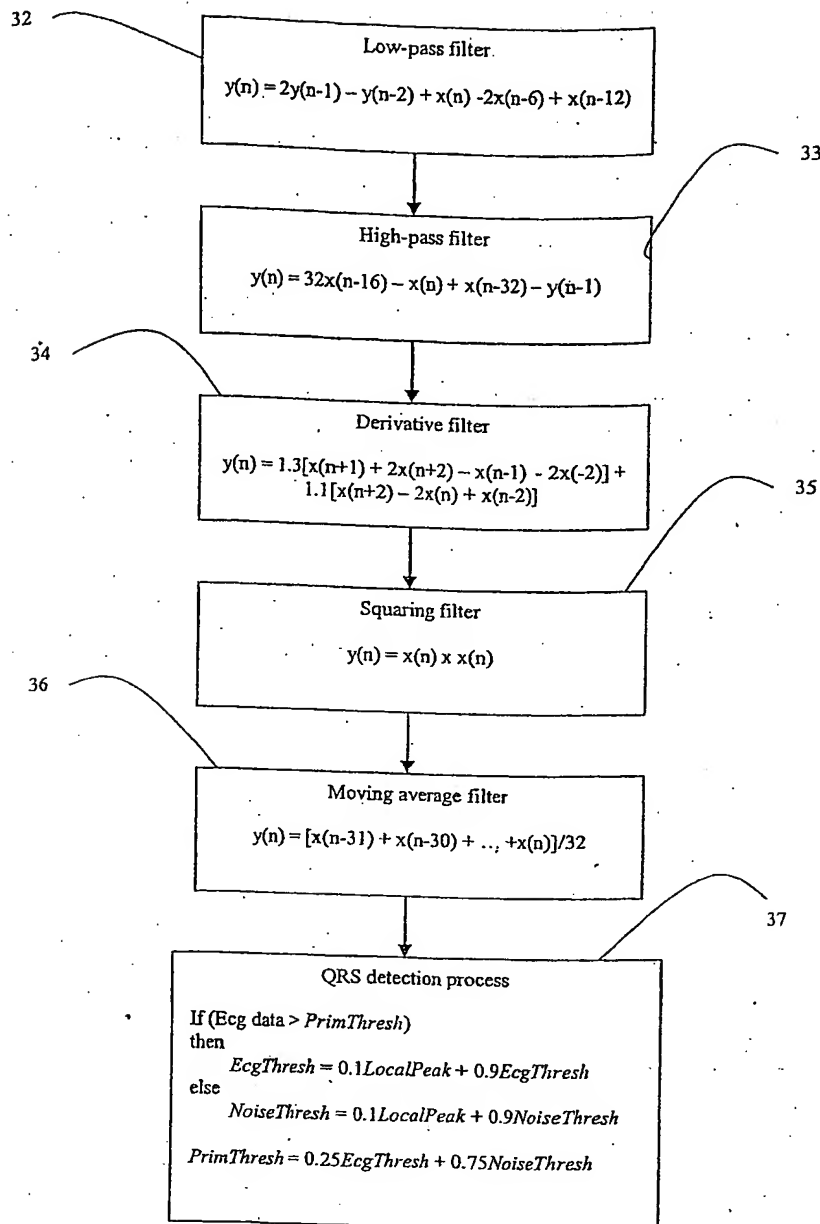 32
Low-pass filter
y(n) = 2y(n-1) – y(n-2) + x(n) -2x(n-6) + x(n-12)
33
High-pass filter
y(n) = 32x(n-16) – x(n) + x(n-32) – y(n-1)
34
Derivative filter
y(n) = 1.3[x(n+1) + 2x(n+2) – x(n-1) - 2x(-2)] +
1.1[x(n+2) – 2x(n) + x(n-2)]
35
Squaring filter
y(n) = x(n) x x(n)
36
Moving average filter
y(n) = [x(n-31) + x(n-30) + ... +x(n)]/32
37
QRS detection process
If (Ecg data > PrimThresh)
then
EcgThresh = 0.1LocalPeak + 0.9EcgThresh
else
NoiseThresh = 0.1LocalPeak + 0.9NoiseThresh
PrimThresh = 0.25EcgThresh + 0.75NoiseThresh